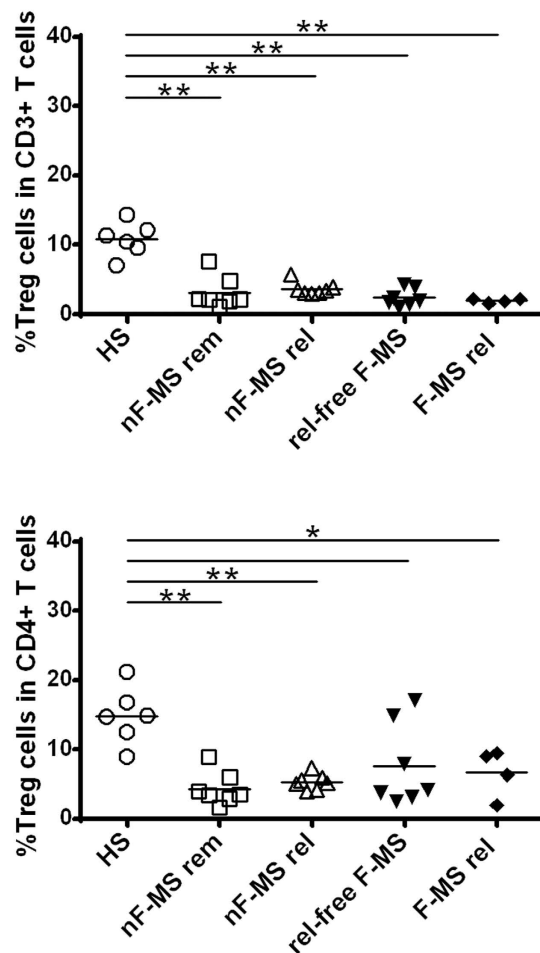 %Treg cells in CD3+ T cells
40
30
20
10
0
**
**
**
**
HS
nF-MS rem
nF-MS rel
rel-free F-MS
F-MS rel
%Treg cells in CD4+ T cells
40
30
20
10
0
*
**
**
HS
nF-MS rem
nF-MS rel
rel-free F-MS
F-MS rel